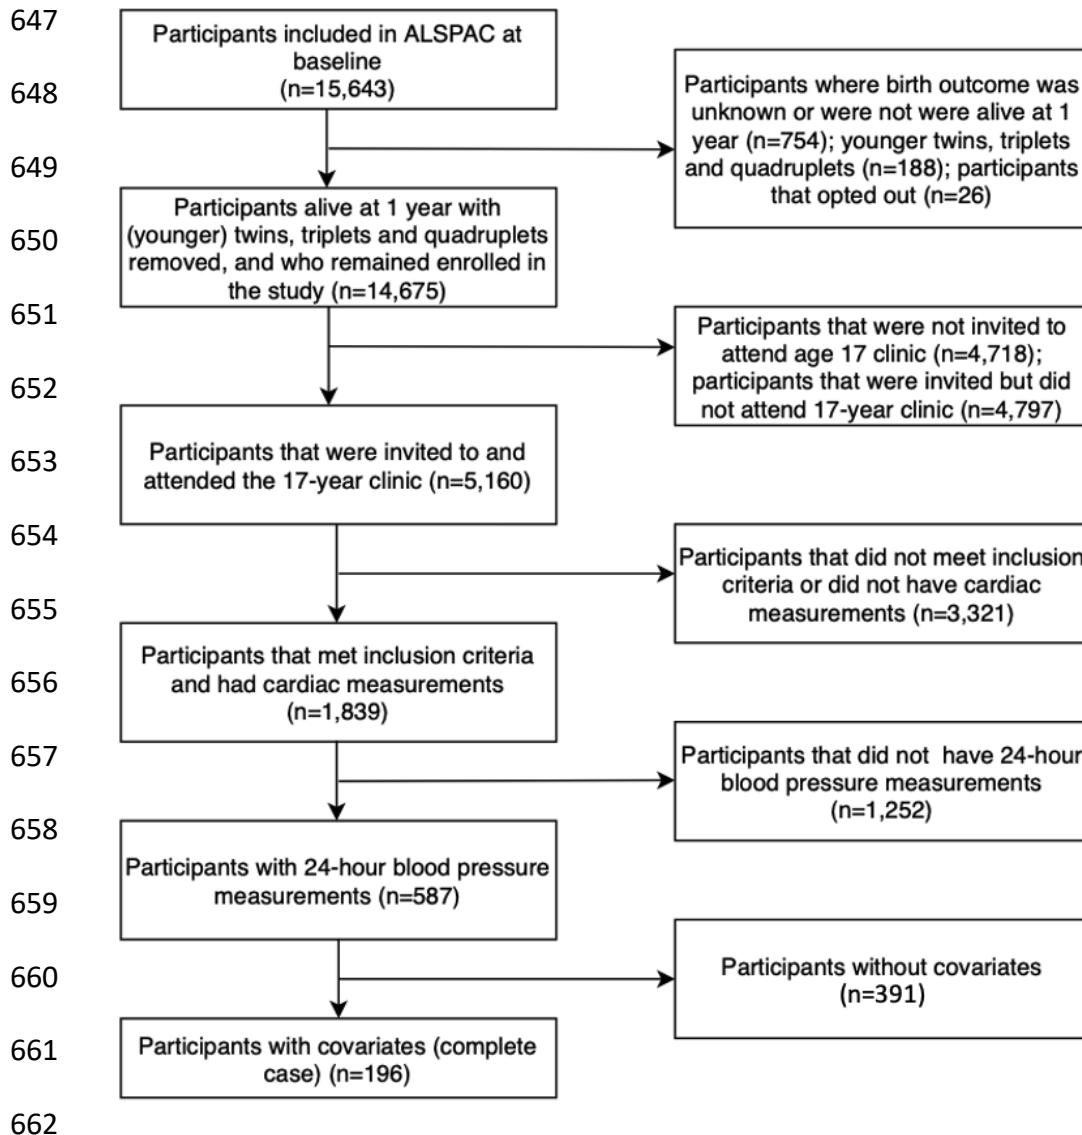 647
Participants included in ALSPAC at
baseline
(n=15,643)
648
Participants where birth outcome was
unknown or were not were alive at 1
year (n=754); younger twins, triplets
and quadruplets (n=188); participants
that opted out (n=26)
649
Participants alive at 1 year with
(younger) twins, triplets and quadruplets
removed, and who remained enrolled in
the study (n=14,675)
650
651
Participants that were not invited to
attend age 17 clinic (n=4,718);
participants that were invited but did
not attend 17-year clinic (n=4,797)
652
Participants that were invited to and
attended the 17-year clinic (n=5,160)
653
654
Participants that did not meet inclusion
criteria or did not have cardiac
measurements (n=3,321)
655
Participants that met inclusion criteria
and had cardiac measurements
(n=1,839)
656
657
Participants that did not  have 24-hour
blood pressure measurements
(n=1,252)
658
Participants with 24-hour blood pressure
measurements (n=587)
659
660
Participants without covariates
(n=391)
661
Participants with covariates (complete
case) (n=196)
662